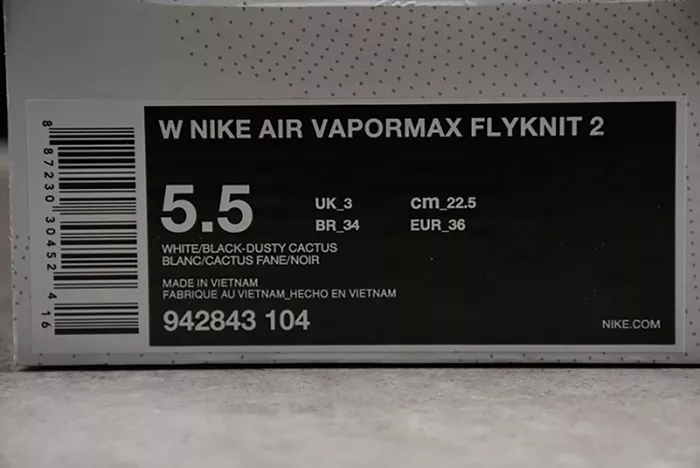 W NIKE AIR VAPORMAX FLYKNIT 2
5.5
UK_3 cm_22.5
BR_34 EUR_36
WHITE/BLACK-DUSTY CACTUS
BLANC/CACTUS FANE/NOIR
MADE IN VIETNAM
FABRIQUE AU VIETNAM_HECHO EN VIETNAM
942843 104
NIKE.COM
8 87230 30452 4 16